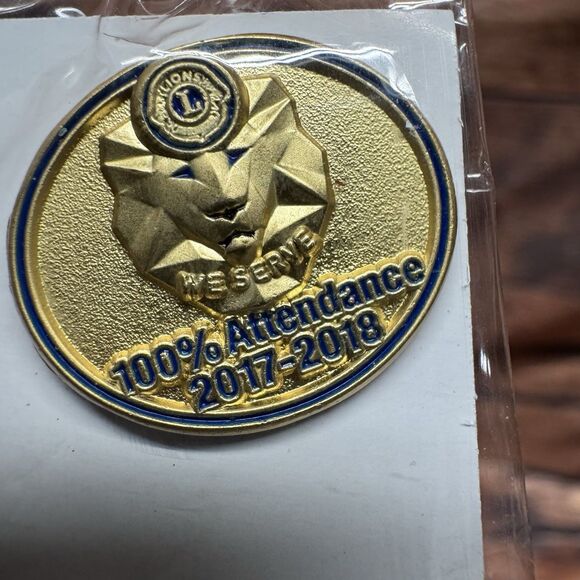 LIONS
L
WE SERVE
100% Attendance
2017-2018